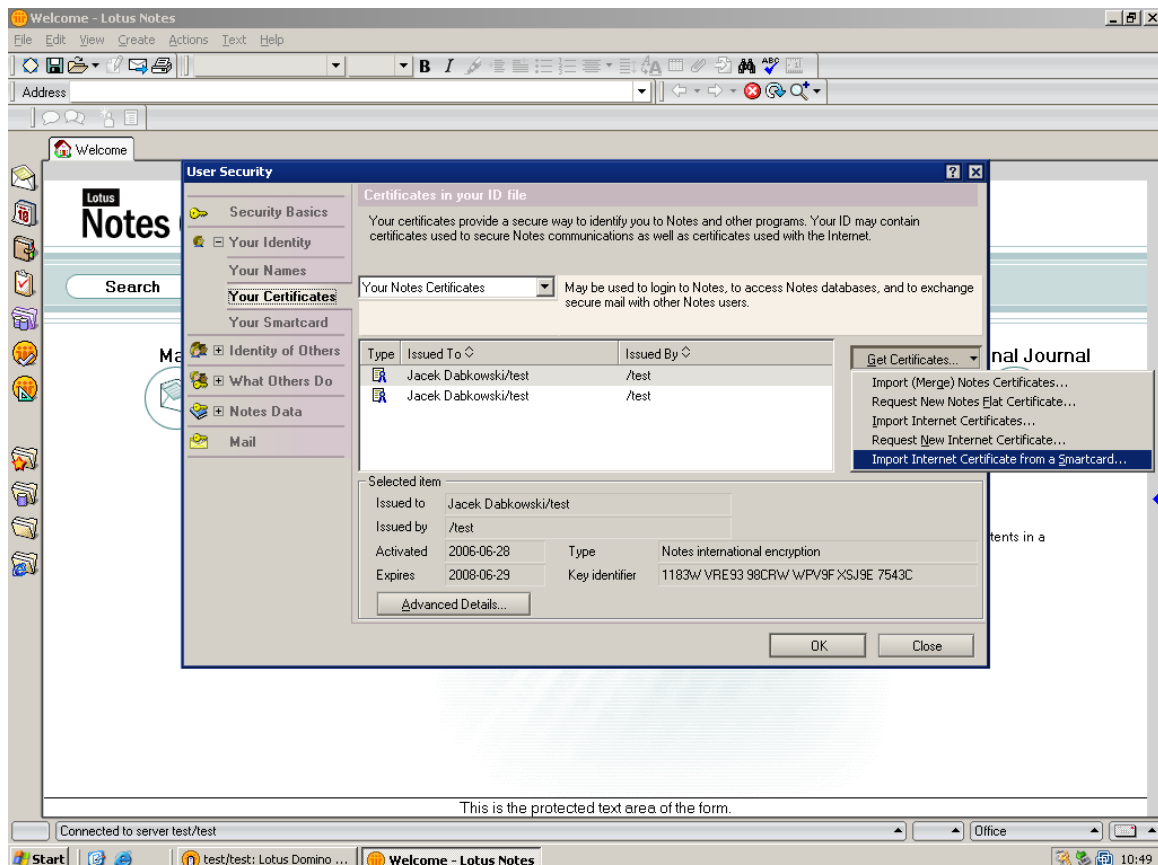 Welcome - Lotus Notes
File Edit View Create Actions Text Help
B I
ABC
Address
Welcome
User Security
Lotus
Notes
18
Search
Ma
nal Journal
tents in a
Security Basics
Your Identity
Your Names
Your Certificates
Your Smartcard
Identity of Others
What Others Do
Notes Data
Mail
Certificates in your ID file
Your certificates provide a secure way to identify you to Notes and other programs. Your ID may contain
certificates used to secure Notes communications as well as certificates used with the Internet.
Your Notes Certificates
May be used to login to Notes, to access Notes databases, and to exchange
secure mail with other Notes users.
Type Issued To Issued By
Jacek Dabkowski/test /test
Jacek Dabkowski/test /test
Get Certificates...
Import (Merge) Notes Certificates...
Request New Notes Flat Certificate...
Import Internet Certificates...
Request New Internet Certificate...
Import Internet Certificate from a Smartcard...
Selected item
Issued to Jacek Dabkowski/test
Issued by /test
Activated 2006-06-28 Type Notes international encryption
Expires 2008-06-29 Key identifier 1183W VRE93 98CRW WPV9F XSJ9E 7543C
Advanced Details...
OK Close
This is the protected text area of the form.
Connected to server test/test Office
Start test/test: Lotus Domino ... Welcome - Lotus Notes 10:49